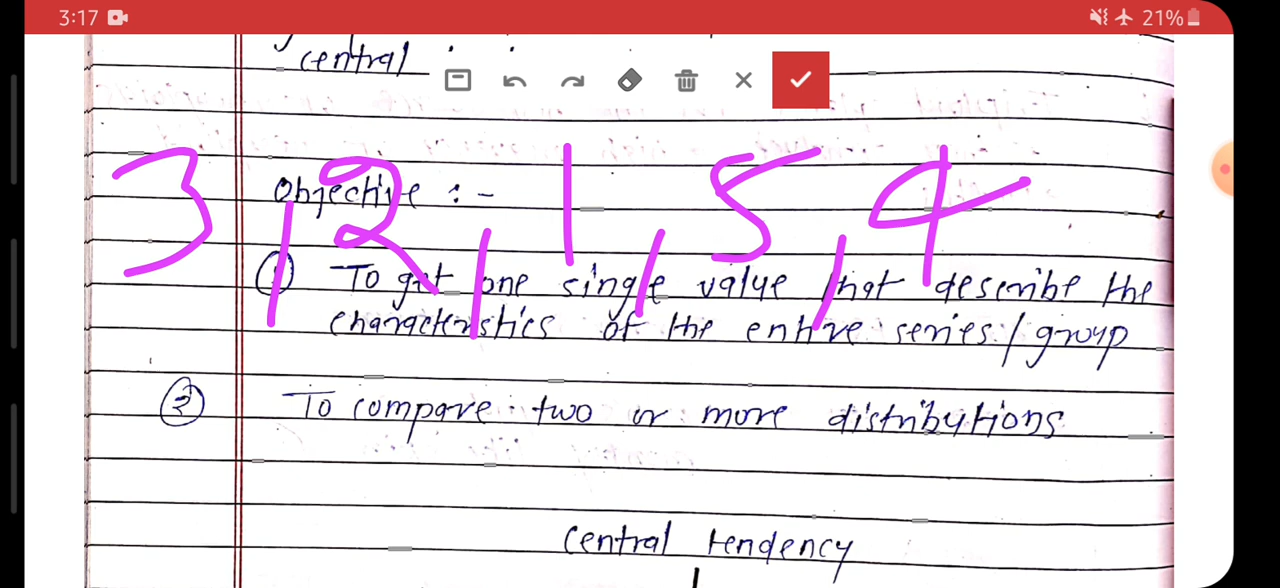 3:17 21%
central
3, 2, 1, 5, 4
Objective :-
① To get one single value that describe the
characteristics of the entire series / group
② To compare two or more distributions
Central tendency